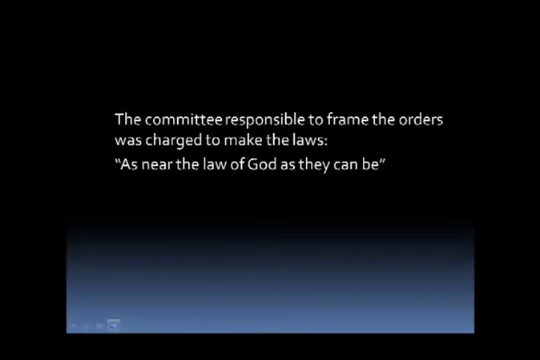 The committee responsible to frame the orders
was charged to make the laws:
“As near the law of God as they can be”